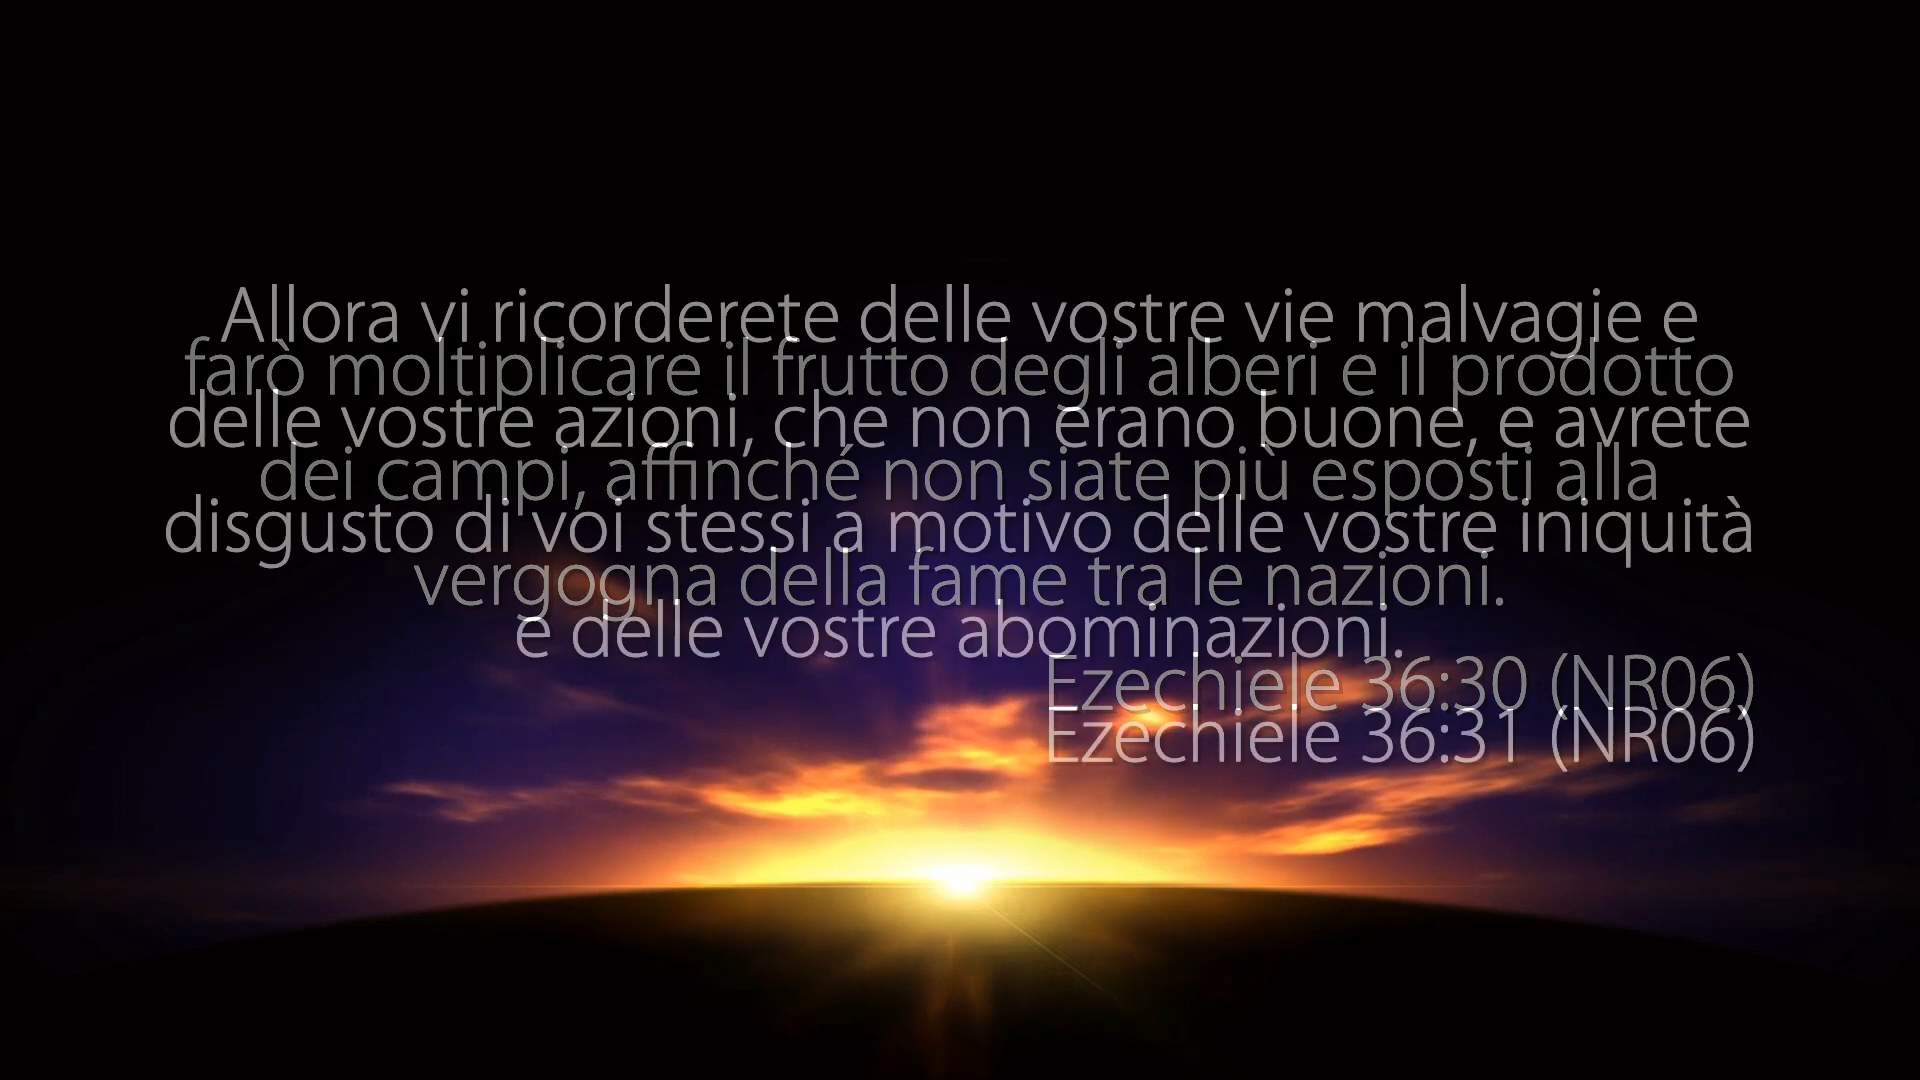 Allora vi ricorderete delle vostre vie malvagie e
farò moltiplicare il frutto degli alberi e il prodotto
delle vostre azioni, che non erano buone, e avrete
dei campi, affinché non siate più esposti alla
disgusto di voi stessi a motivo delle vostre iniquità
vergogna della fame tra le nazioni.
e delle vostre abominazioni.
Ezechiele 36:30 (NR06)
Ezechiele 36:31 (NR06)